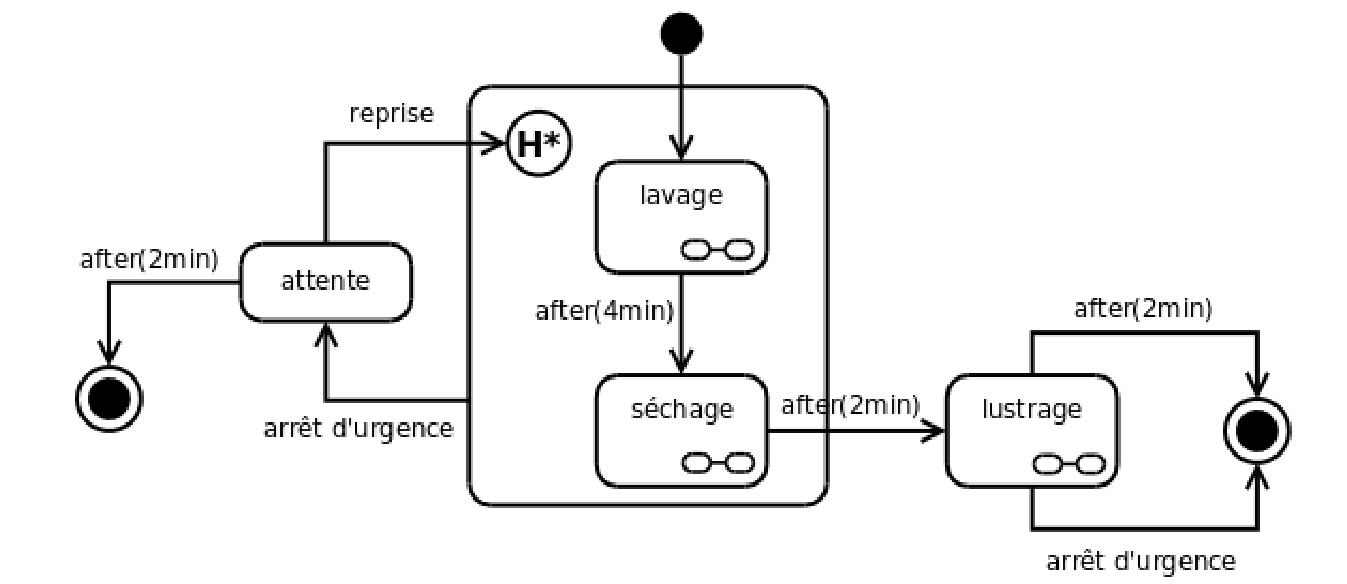 reprise
H*
lavage
after(2min)
attente
after(4min)
after(2min)
séchage
after(2min)
lustrage
arrêt d'urgence
arrêt d'urgence